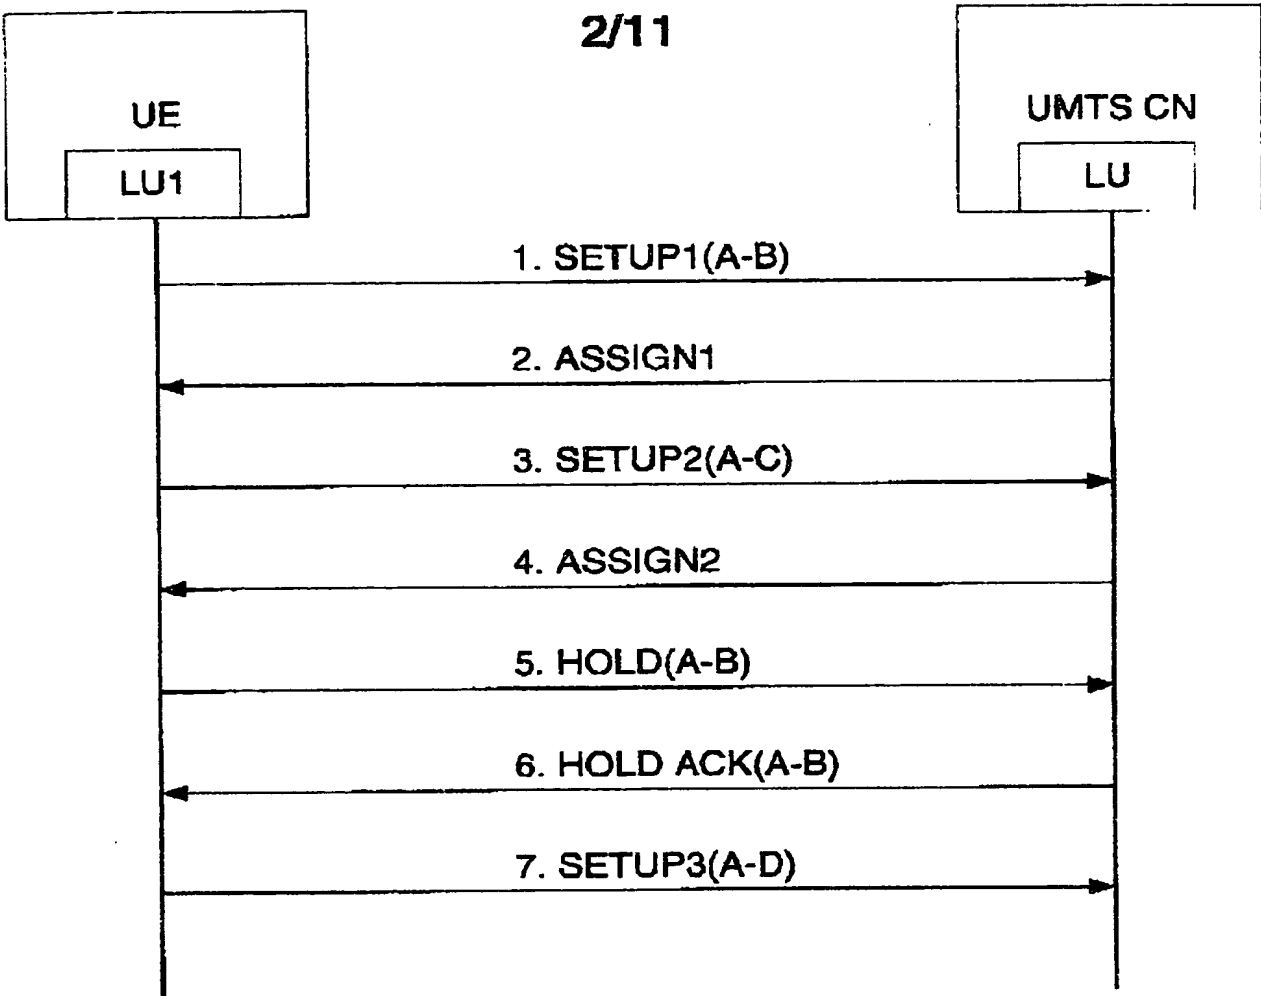 2/11
UE
LU1
UMTS CN
LU
1. SETUP1(A-B)
2. ASSIGN1
3. SETUP2(A-C)
4. ASSIGN2
5. HOLD(A-B)
6. HOLD ACK(A-B)
7. SETUP3(A-D)